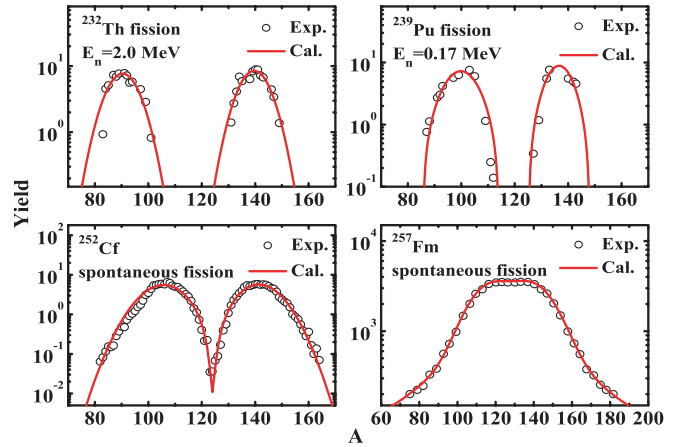 ²³²Th fission
Eₙ=2.0 MeV
Exp.
Cal.
10¹
10⁰
80 100 120 140 160
²³⁹Pu fission
Eₙ=0.17 MeV
Exp.
Cal.
10¹
10⁰
10⁻¹
80 100 120 140 160
Yield
²⁵²Cf
spontaneous fission
Exp.
Cal.
10²
10¹
10⁰
10⁻¹
10⁻²
80 100 120 140 160
²⁵⁷Fm
spontaneous fission
Exp.
Cal.
10⁴
10³
60 80 100 120 140 160 180 200
A